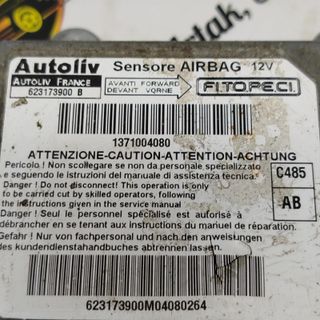 Autoliv Sensore AIRBAG 12V
AUTOLIV FRANCE
623173900 B
AVANTI FORWARD
DEVANT VORNE
F.I.T.O.P.E.C.I.
1371004080
ATTENZIONE-CAUTION-ATTENTION-ACHTUNG
Pericolo! Non scollegare se non da personale specializzato
e seguendo le istruzioni del manuale di assistenza tecnica.
Danger! Do not disconnect! This operation is only
to be carried out by skilled operators, following
the instructions given in the service manual
Danger! Seul le personnel spécialisé est autorisé à
débrancher en se tenant aux instructions du manuel de réparation.
Gefahr! Nur von fachpersonal und nach den anweisungen
des kundendienstahandbuches abtrennen lassen.
C485
AB
623173900M04080264